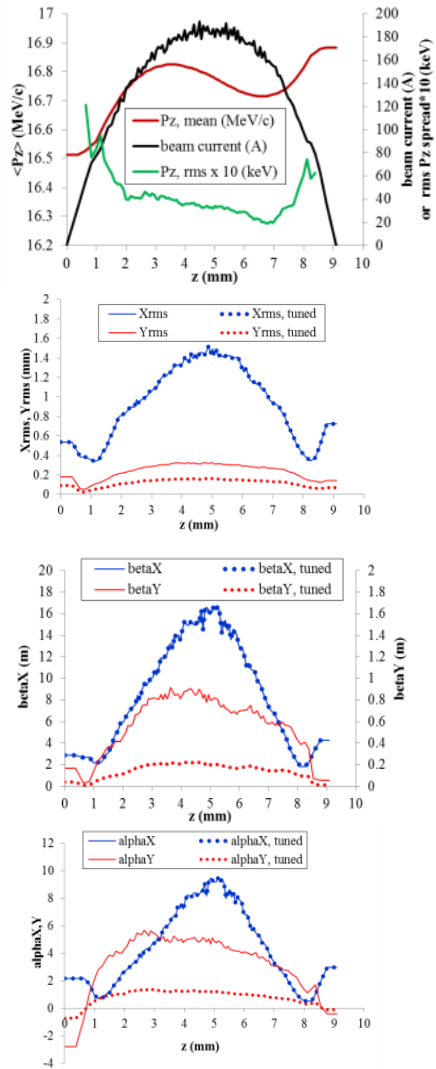 17
16.9
16.8
16.7
16.6
16.5
16.4
16.3
16.2
<Pz> (MeV/c)
Pz, mean (MeV/c)
beam current (A)
Pz, rms x 10 (keV)
200
180
160
140
120
100
80
60
40
20
0
beam current (A)
or rms Pz spread*10 (keV)
0 1 2 3 4 5 6 7 8 9 10
z (mm)
2
1.8
1.6
1.4
1.2
1
0.8
0.6
0.4
0.2
0
Xrms, Yrms (mm)
Xrms Xrms, tuned
Yrms Yrms, tuned
0 1 2 3 4 5 6 7 8 9 10
z (mm)
20
18
16
14
12
10
8
6
4
2
0
betaX (m)
betaX betaX, tuned
betaY betaY, tuned
2
1.8
1.6
1.4
1.2
1
0.8
0.6
0.4
0.2
0
betaY (m)
0 1 2 3 4 5 6 7 8 9 10
z (mm)
alphaX alphaX, tuned
alphaY alphaY, tuned
12
10
8
6
4
2
0
-2
-4
alphaX,Y
0 1 2 3 4 5 6 7 8 9 10
z (mm)